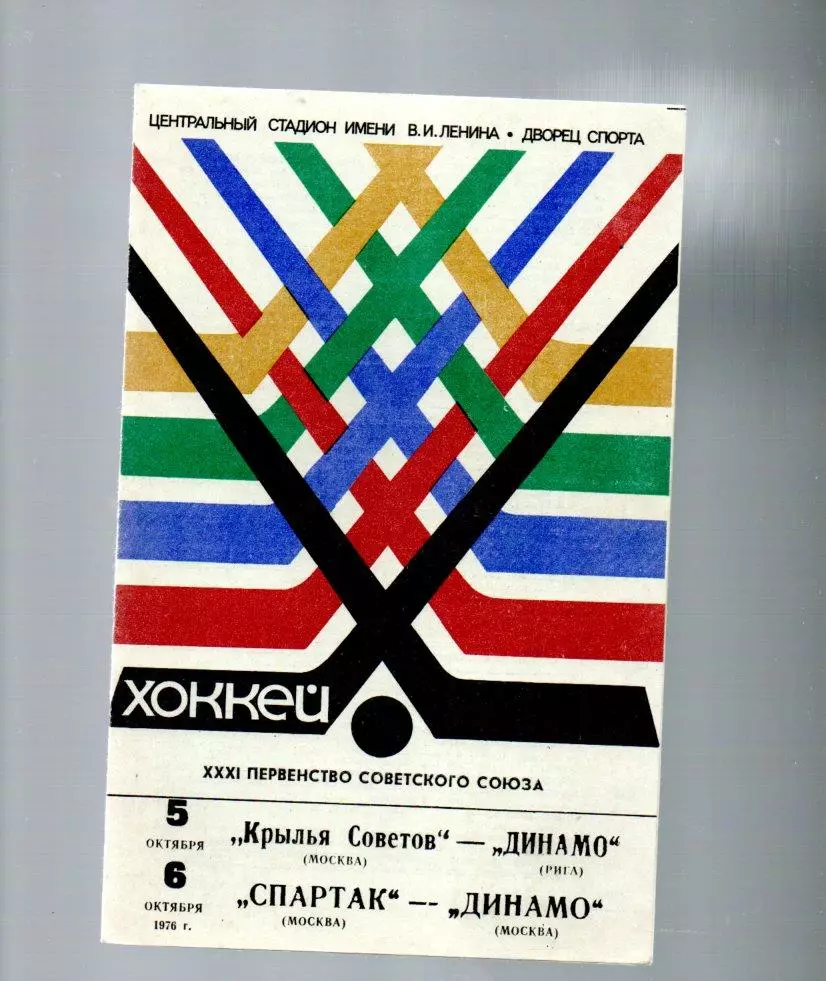 ЦЕНТРАЛЬНЫЙ СТАДИОН ИМЕНИ В.И.ЛЕНИНА • ДВОРЕЦ СПОРТА
ХОККЕЙ
XXXI ПЕРВЕНСТВО СОВЕТСКОГО СОЮЗА
5 ОКТЯБРЯ „Крылья Советов“ — „ДИНАМО“
(МОСКВА) (РИГА)
6 ОКТЯБРЯ „СПАРТАК“ — „ДИНАМО“
1976 г. (МОСКВА) (МОСКВА)